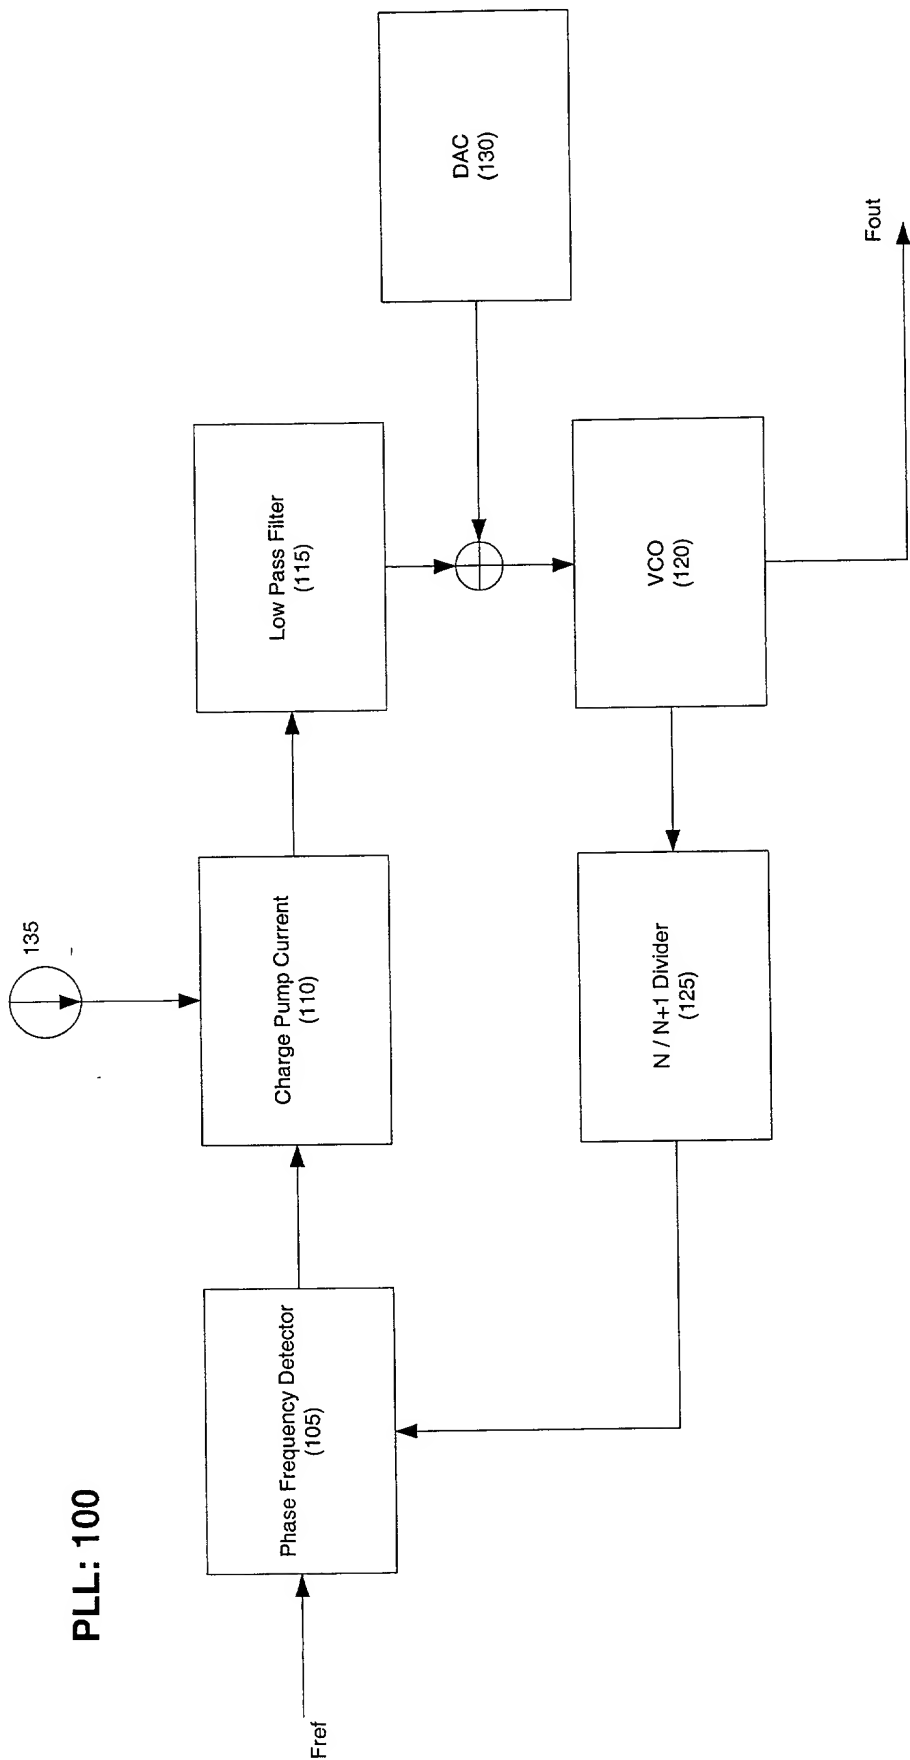 PLL: 100
135
Fref
Phase Frequency Detector
(105)
Charge Pump Current
(110)
Low Pass Filter
(115)
DAC
(130)
N / N+1 Divider
(125)
VCO
(120)
Fout